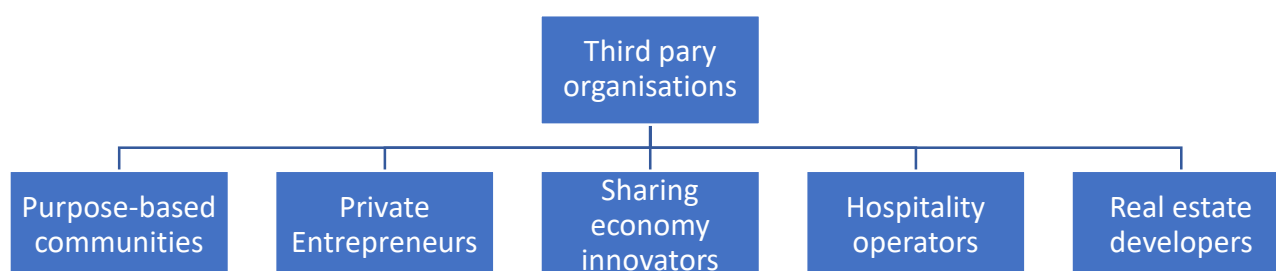 Third pary
organisations
Purpose-based
communities
Private
Entrepreneurs
Sharing
economy
innovators
Hospitality
operators
Real estate
developers